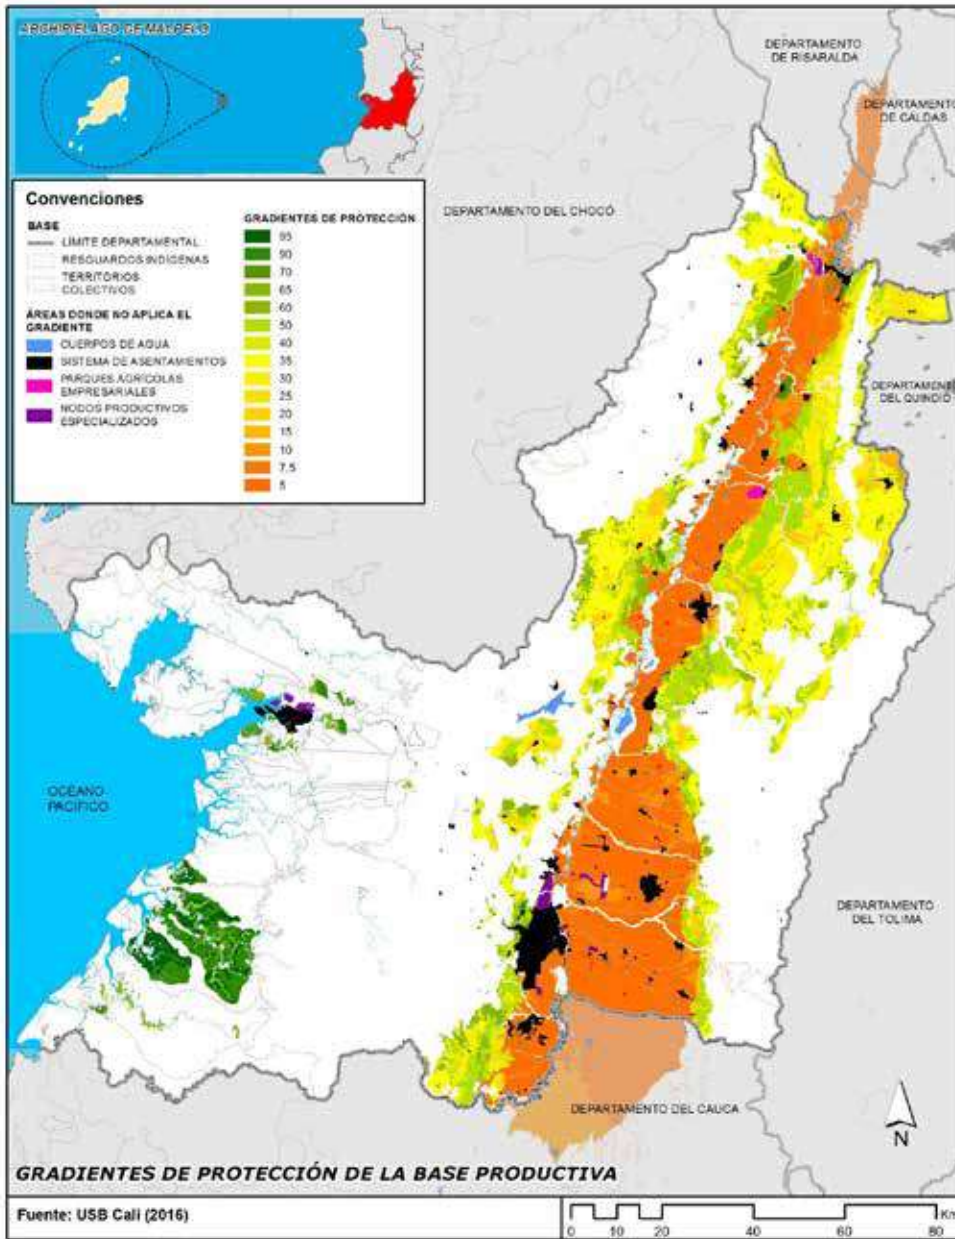 ARCHIPIÉLAGO DE MALPELO
DEPARTAMENTO
DE RISARALDA
DEPARTAMENTO
DE CALDAS
DEPARTAMENTO DEL CHOCÓ
Convenciones
BASE
LÍMITE DEPARTAMENTAL
RESGUARDOS INDÍGENAS
TERRITORIOS
COLECTIVOS
ÁREAS DONDE NO APLICA EL
GRADIENTE
CUERPOS DE AGUA
SISTEMA DE ASENTAMIENTOS
PARQUES AGRÍCOLAS
EMPRESARIALES
NODOS PRODUCTIVOS
ESPECIALIZADOS
GRADIENTES DE PROTECCIÓN
95
90
70
65
60
50
40
35
30
25
20
15
10
7,5
5
DEPARTAMENTO
DEL QUINDIO
OCEANO
PACÍFICO
DEPARTAMENTO
DEL TOLIMA
DEPARTAMENTO DEL CAUCA
N
GRADIENTES DE PROTECCIÓN DE LA BASE PRODUCTIVA
Fuente: USB Cali (2016)
0 10 20 40 60 80 Km